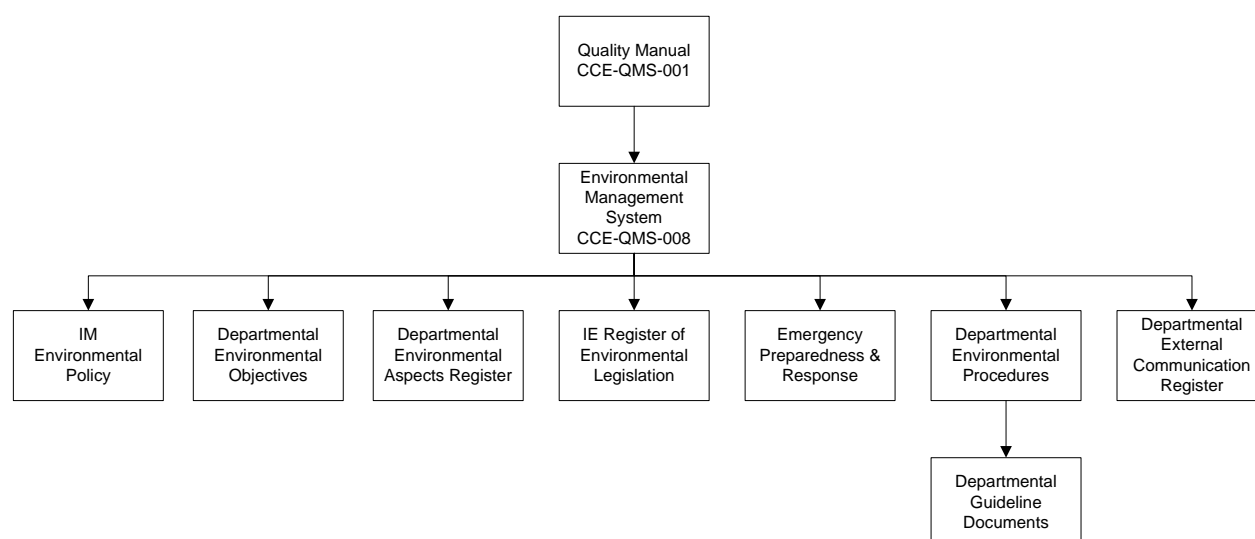 Quality Manual
CCE-QMS-001
Environmental
Management
System
CCE-QMS-008
IM
Environmental
Policy
Departmental
Environmental
Objectives
Departmental
Environmental
Aspects Register
IE Register of
Environmental
Legislation
Emergency
Preparedness &
Response
Departmental
Environmental
Procedures
Departmental
External
Communication
Register
Departmental
Guideline
Documents